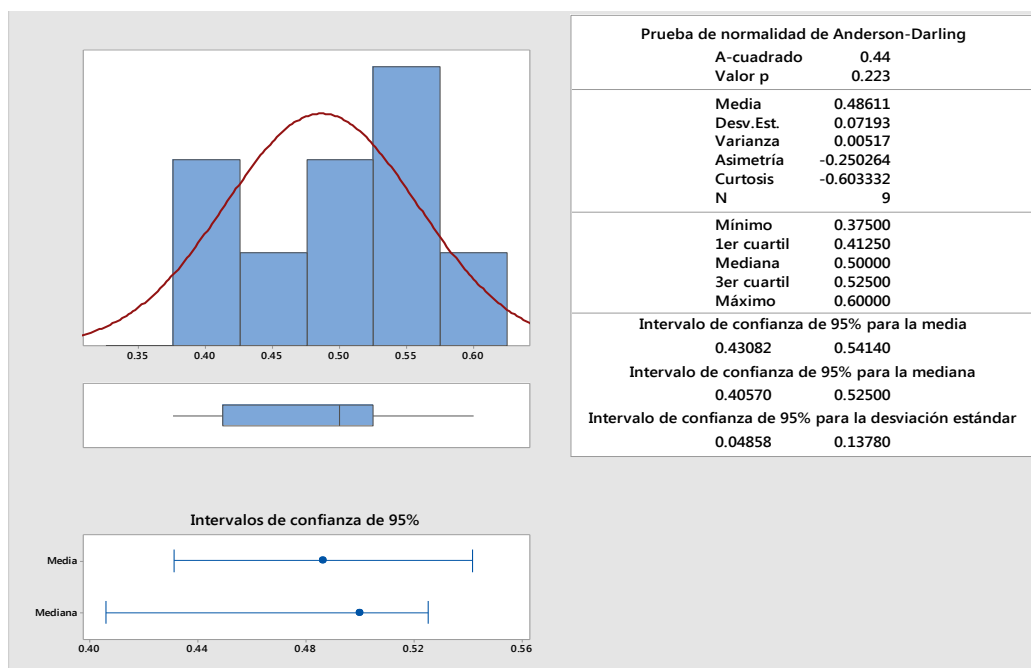 Prueba de normalidad de Anderson-Darling
A-cuadrado 0.44
Valor p 0.223
Media 0.48611
Desv.Est. 0.07193
Varianza 0.00517
Asimetría -0.250264
Curtosis -0.603332
N 9
Mínimo 0.37500
1er cuartil 0.41250
Mediana 0.50000
3er cuartil 0.52500
Máximo 0.60000
Intervalo de confianza de 95% para la media
0.43082 0.54140
Intervalo de confianza de 95% para la mediana
0.40570 0.52500
Intervalo de confianza de 95% para la desviación estándar
0.04858 0.13780
0.35 0.40 0.45 0.50 0.55 0.60
Intervalos de confianza de 95%
Media
Mediana
0.40 0.44 0.48 0.52 0.56